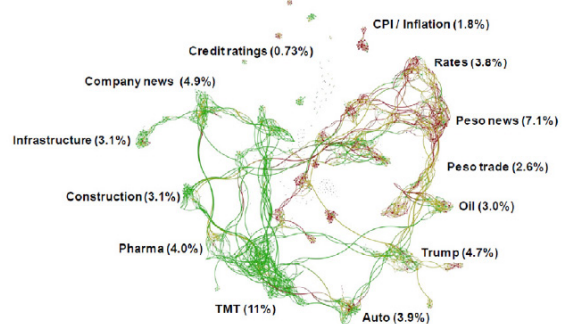 CPI / Inflation (1.8%)
Credit ratings (0.73%)
Rates (3.8%)
Company news (4.9%)
Peso news (7.1%)
Infrastructure (3.1%)
Peso trade (2.6%)
Construction (3.1%)
Oil (3.0%)
Pharma (4.0%)
Trump (4.7%)
TMT (11%)
Auto (3.9%)